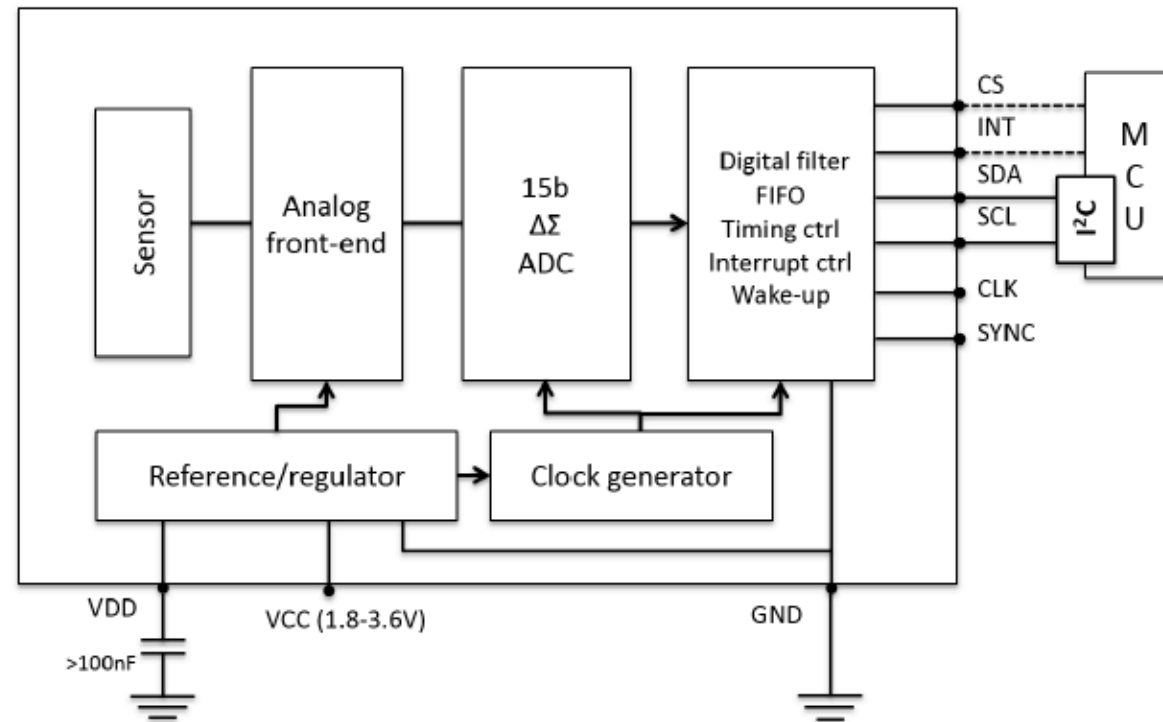 Sensor
Analog
front-end
15b
ΔΣ
ADC
Digital filter
FIFO
Timing ctrl
Interrupt ctrl
Wake-up
CS
INT
SDA
SCL
CLK
SYNC
I²C
M
C
U
Reference/regulator
Clock generator
VDD
VCC (1.8-3.6V)
GND
>100nF